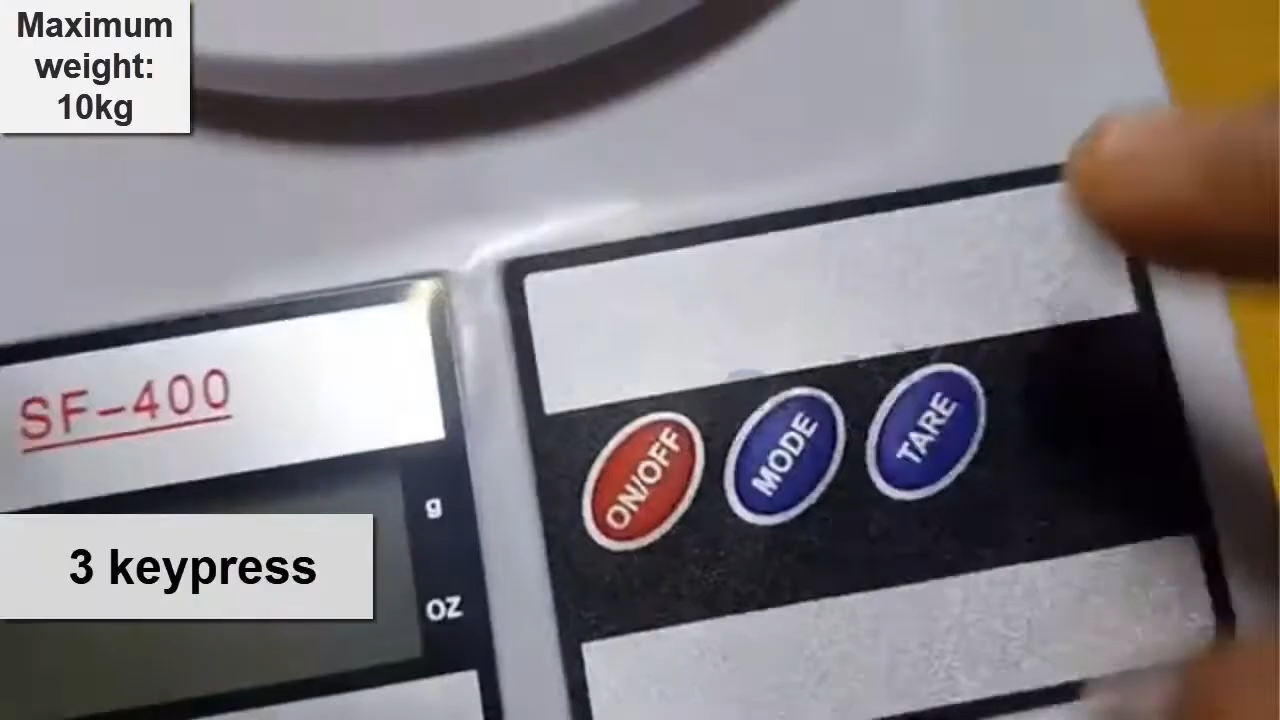 Maximum
weight:
10kg
SF-400
g
oz
3 keypress
ON/OFF
MODE
TARE